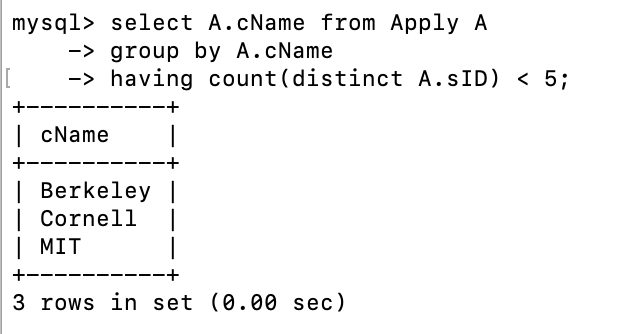 mysql> select A.cName from Apply A
    -> group by A.cName
[    -> having count(distinct A.sID) < 5;
+----------+
| cName    |
+----------+
| Berkeley |
| Cornell  |
| MIT      |
+----------+
3 rows in set (0.00 sec)